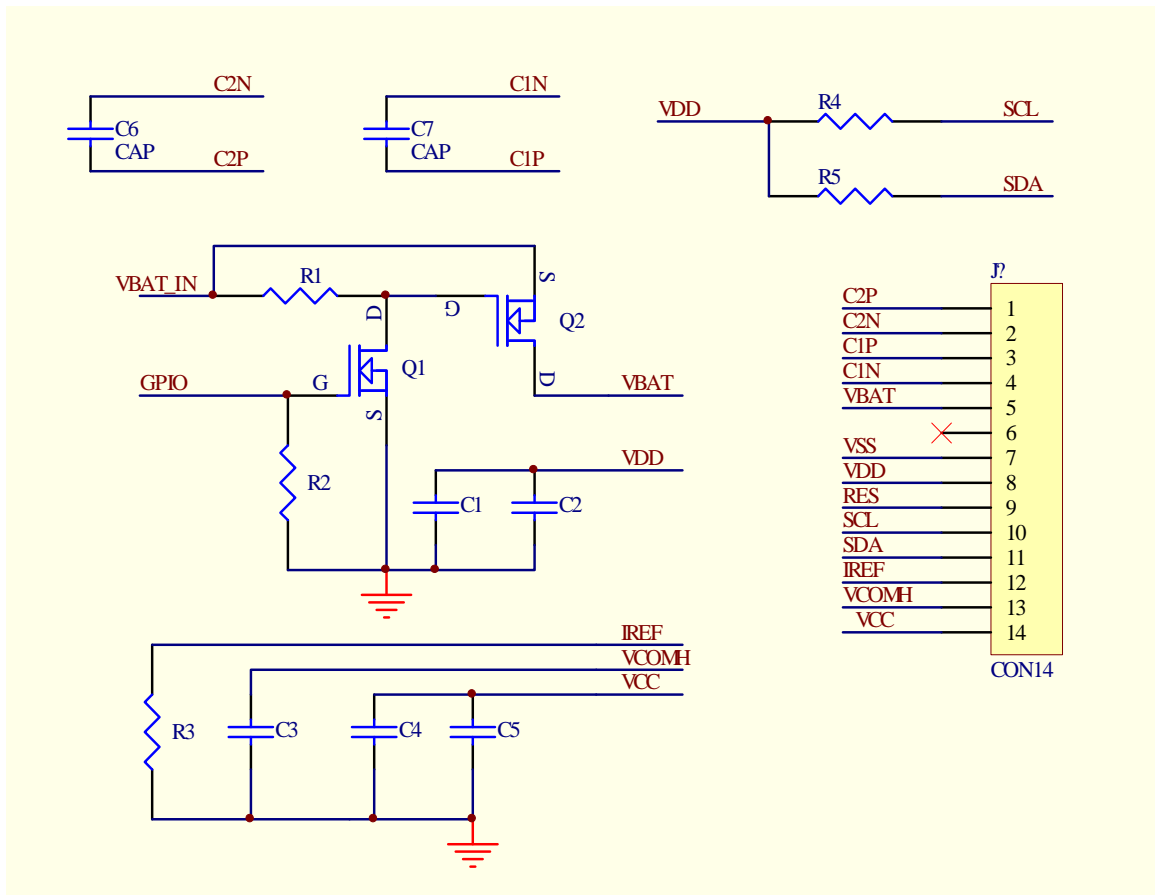 C2N
C6
CAP
C2P
C1N
C7
CAP
C1P
VDD
R4
SCL
R5
SDA
VBAT_IN
R1
D
G
S
Q2
D
VBAT
GPIO
G
Q1
S
R2
VDD
C1
C2
IREF
VCOMH
VCC
R3
C3
C4
C5
J?
C2P 1
C2N 2
C1P 3
C1N 4
VBAT 5
6
VSS 7
VDD 8
RES 9
SCL 10
SDA 11
IREF 12
VCOMH 13
VCC 14
CON14